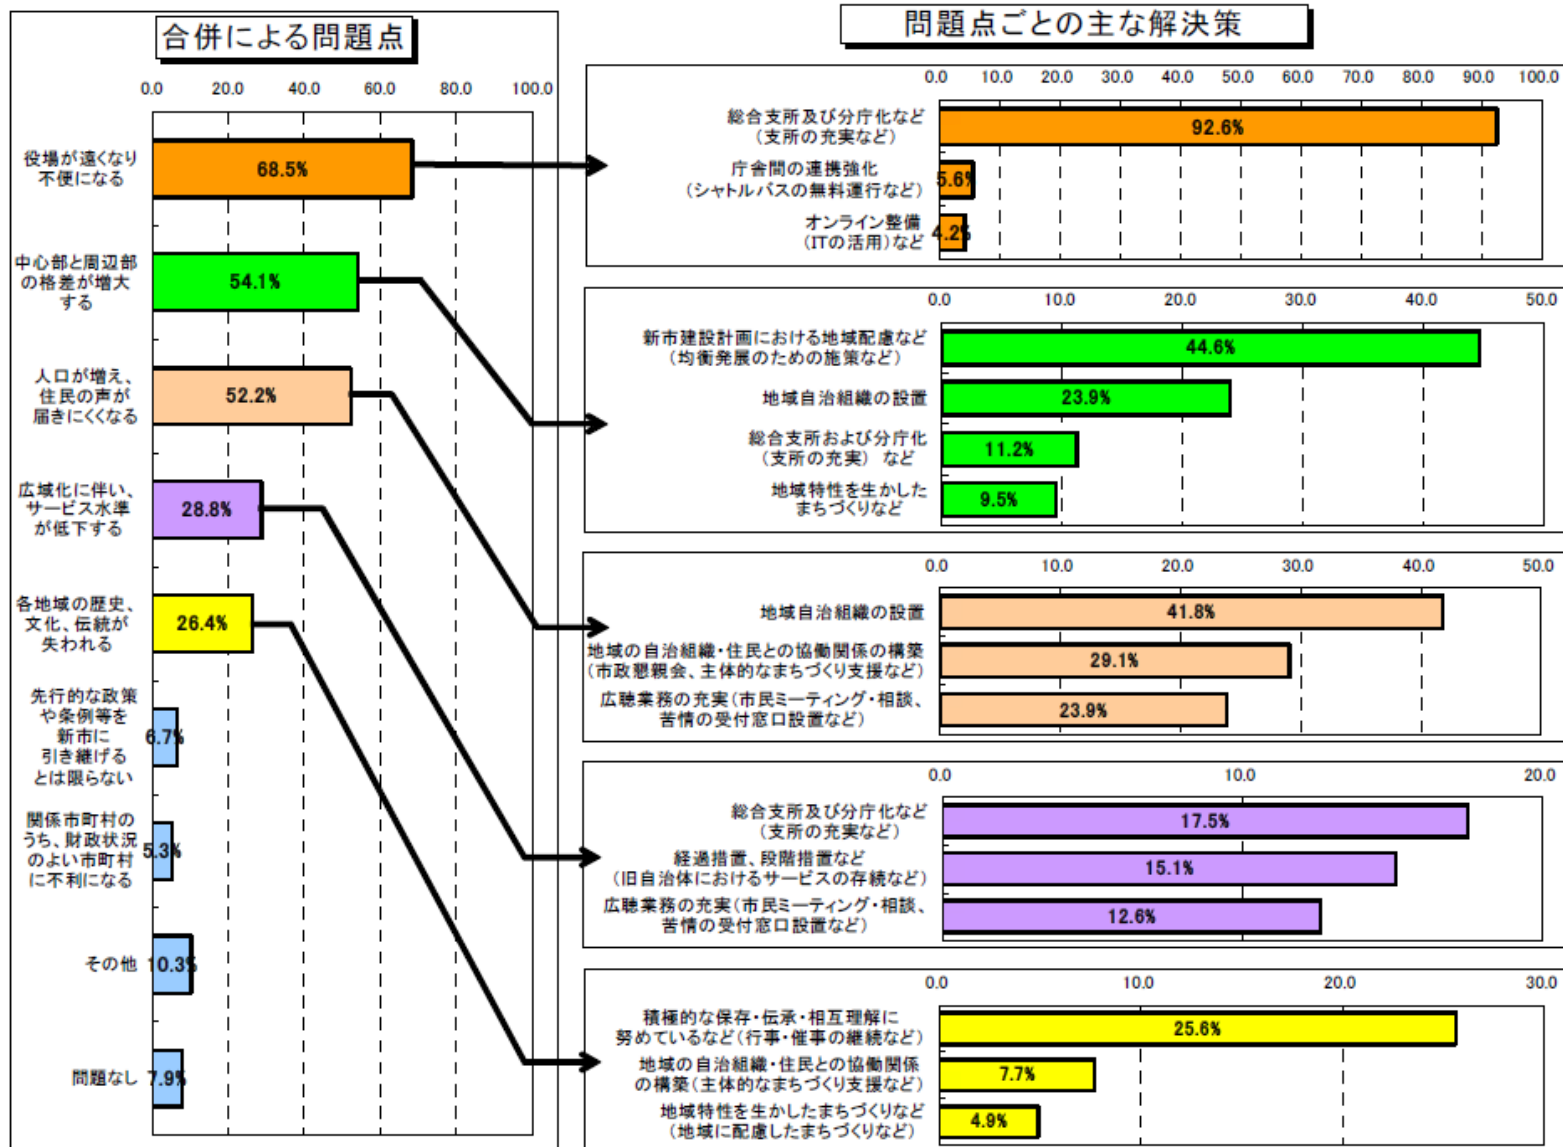 合併による問題点
0.0 20.0 40.0 60.0 80.0 100.0
役場が遠くなり
不便になる
68.5%
中心部と周辺部
の格差が増大
する
54.1%
人口が増え、
住民の声が
届きにくくなる
52.2%
広域化に伴い、
サービス水準
が低下する
28.8%
各地域の歴史、
文化、伝統が
失われる
26.4%
先行的な政策
や条例等を
新市に
引き継げる
とは限らない
6.7%
関係市町村の
うち、財政状況
のよい市町村
に不利になる
5.3%
その他
10.3%
問題なし
7.9%
問題点ごとの主な解決策
0.0 10.0 20.0 30.0 40.0 50.0 60.0 70.0 80.0 90.0 100.0
総合支所及び分庁化など
(支所の充実など)
92.6%
庁舎間の連携強化
(シャトルバスの無料運行など)
5.6%
オンライン整備
(ITの活用)など
4.2%
0.0 10.0 20.0 30.0 40.0 50.0
新市建設計画における地域配慮など
(均衡発展のための施策など)
44.6%
地域自治組織の設置
23.9%
総合支所および分庁化
(支所の充実) など
11.2%
地域特性を生かした
まちづくりなど
9.5%
0.0 10.0 20.0 30.0 40.0 50.0
地域自治組織の設置
41.8%
地域の自治組織・住民との協働関係の構築
(市政懇親会、主体的なまちづくり支援など)
29.1%
広聴業務の充実(市民ミーティング・相談、
苦情の受付窓口設置など)
23.9%
0.0 10.0 20.0
総合支所及び分庁化など
(支所の充実など)
17.5%
経過措置、段階措置など
(旧自治体におけるサービスの存続など)
15.1%
広聴業務の充実(市民ミーティング・相談、
苦情の受付窓口設置など)
12.6%
0.0 10.0 20.0 30.0
積極的な保存・伝承・相互理解に
努めているなど(行事・催事の継続など)
25.6%
地域の自治組織・住民との協働関係
の構築(主体的なまちづくり支援など)
7.7%
地域特性を生かしたまちづくりなど
(地域に配慮したまちづくりなど)
4.9%